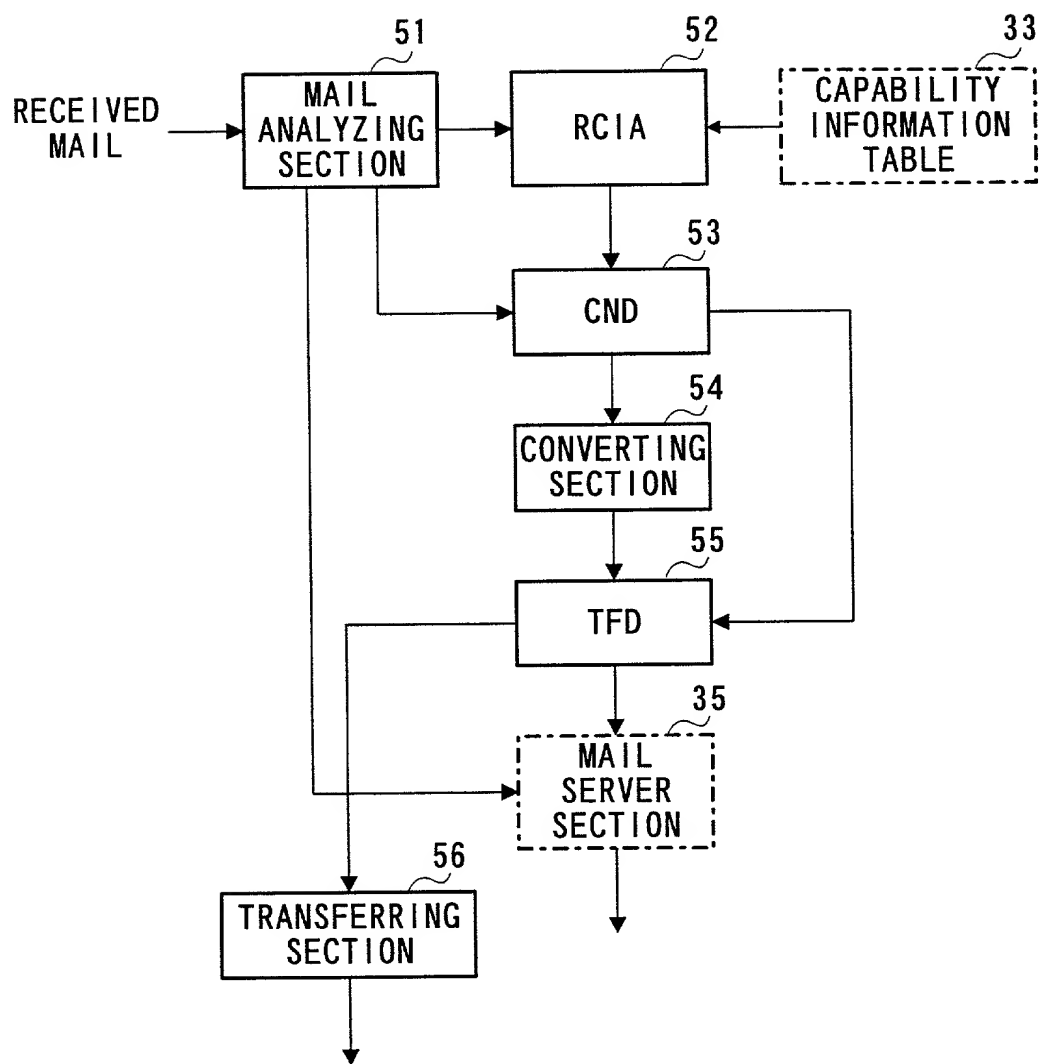 51
52
33
RECEIVED
MAIL
MAIL
ANALYZING
SECTION
RCIA
CAPABILITY
INFORMATION
TABLE
53
CND
54
CONVERTING
SECTION
55
TFD
35
MAIL
SERVER
SECTION
56
TRANSFERRING
SECTION